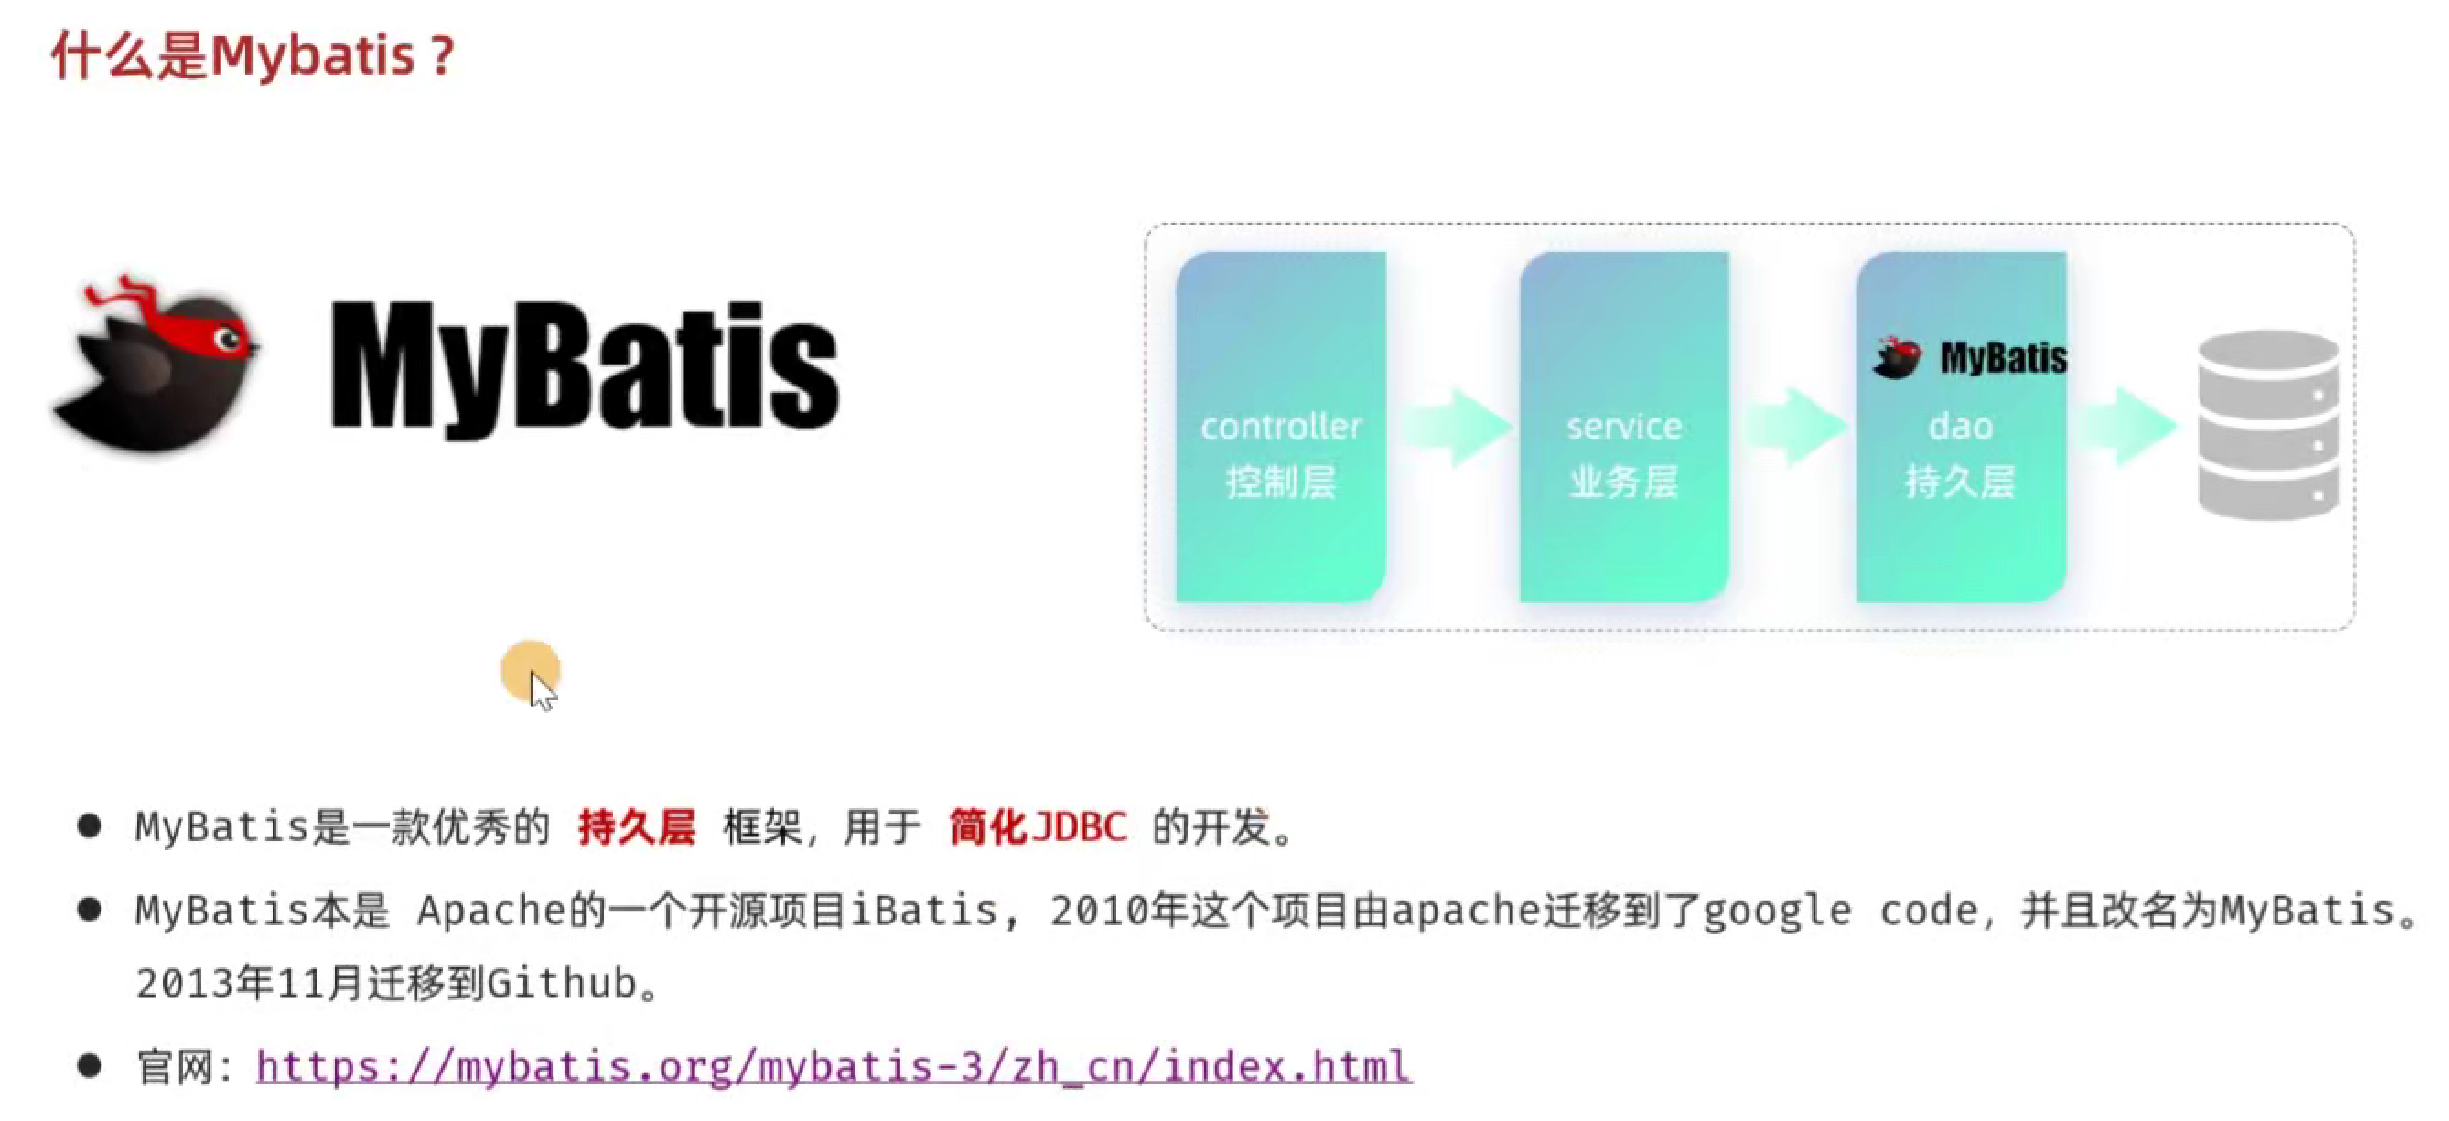 什么是Mybatis？
MyBatis
MyBatis
controller
控制层
service
业务层
dao
持久层
MyBatis是一款优秀的 持久层 框架，用于 简化JDBC 的开发。
MyBatis本是 Apache的一个开源项目iBatis, 2010年这个项目由apache迁移到了google code，并且改名为MyBatis。
2013年11月迁移到Github。
官网：https://mybatis.org/mybatis-3/zh_cn/index.html